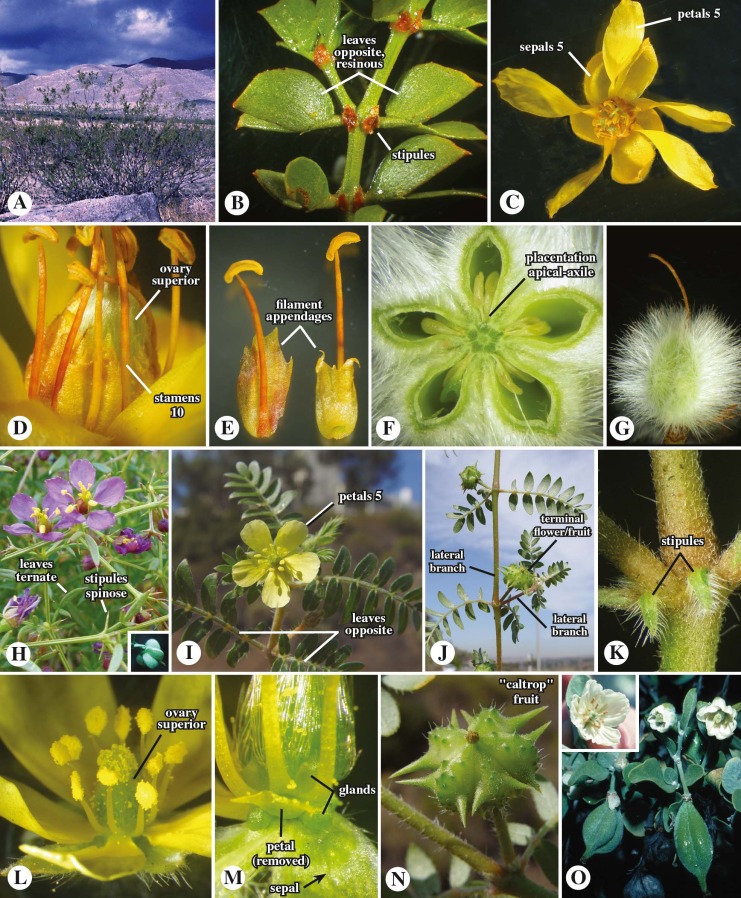 A
leaves
opposite,
resinous
stipules
B
petals 5
sepals 5
C
ovary
superior
stamens
10
D
filament
appendages
E
placentation
apical-axile
F
G
leaves
ternate
stipules
spinose
H
petals 5
leaves
opposite
I
terminal
flower/fruit
lateral
branch
lateral
branch
J
stipules
K
ovary
superior
L
glands
petal
(removed)
sepal
M
"caltrop"
fruit
N
O